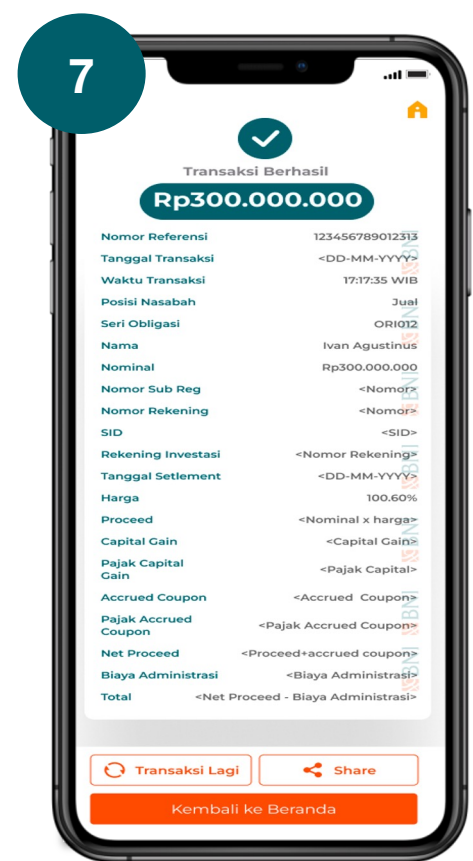 7
Transaksi Berhasil
Rp300.000.000
Nomor Referensi 123456789012313
Tanggal Transaksi <DD-MM-YYYY>
Waktu Transaksi 17:17:35 WIB
Posisi Nasabah Jual
Seri Obligasi ORI012
Nama Ivan Agustinus
Nominal Rp300.000.000
Nomor Sub Reg <Nomor>
Nomor Rekening <Nomor>
SID <SID>
Rekening Investasi <Nomor Rekening>
Tanggal Setlement <DD-MM-YYYY>
Harga 100.60%
Proceed <Nominal x harga>
Capital Gain <Capital Gain>
Pajak Capital
Gain <Pajak Capital>
Accrued Coupon <Accrued Coupon>
Pajak Accrued
Coupon <Pajak Accrued Coupon>
Net Proceed <Proceed+accrued coupon>
Biaya Administrasi <Biaya Administrasi>
Total <Net Proceed - Biaya Administrasi>
BNI
BNI
BNI
BNI
BNI
Transaksi Lagi
Share
Kembali ke Beranda